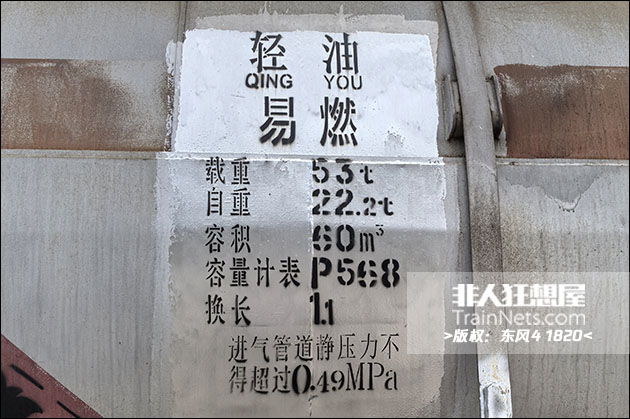 轻油
QING YOU
易燃
载重 53t
自重 22.2t
容积 60m³
容量计表 P568
换长 1.1
进气管道静压力不
得超过0.49MPa
非人狂想屋
TrainNets.com
>版权：东风4 1820<